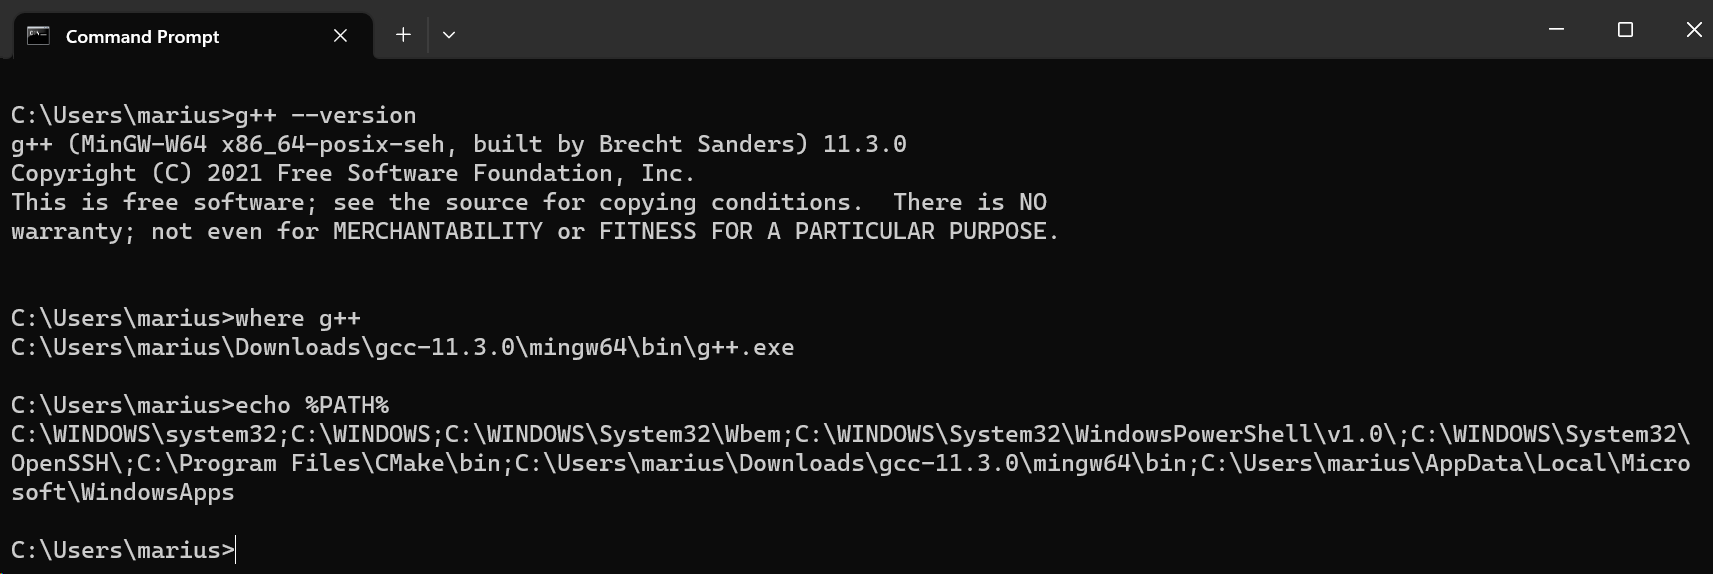 Command Prompt
C:\Users\marius>g++ --version
g++ (MinGW-W64 x86_64-posix-seh, built by Brecht Sanders) 11.3.0
Copyright (C) 2021 Free Software Foundation, Inc.
This is free software; see the source for copying conditions.  There is NO
warranty; not even for MERCHANTABILITY or FITNESS FOR A PARTICULAR PURPOSE.
C:\Users\marius>where g++
C:\Users\marius\Downloads\gcc-11.3.0\mingw64\bin\g++.exe
C:\Users\marius>echo %PATH%
C:\WINDOWS\system32;C:\WINDOWS;C:\WINDOWS\System32\Wbem;C:\WINDOWS\System32\WindowsPowerShell\v1.0\;C:\WINDOWS\System32\
OpenSSH\;C:\Program Files\CMake\bin;C:\Users\marius\Downloads\gcc-11.3.0\mingw64\bin;C:\Users\marius\AppData\Local\Micro
soft\WindowsApps
C:\Users\marius>